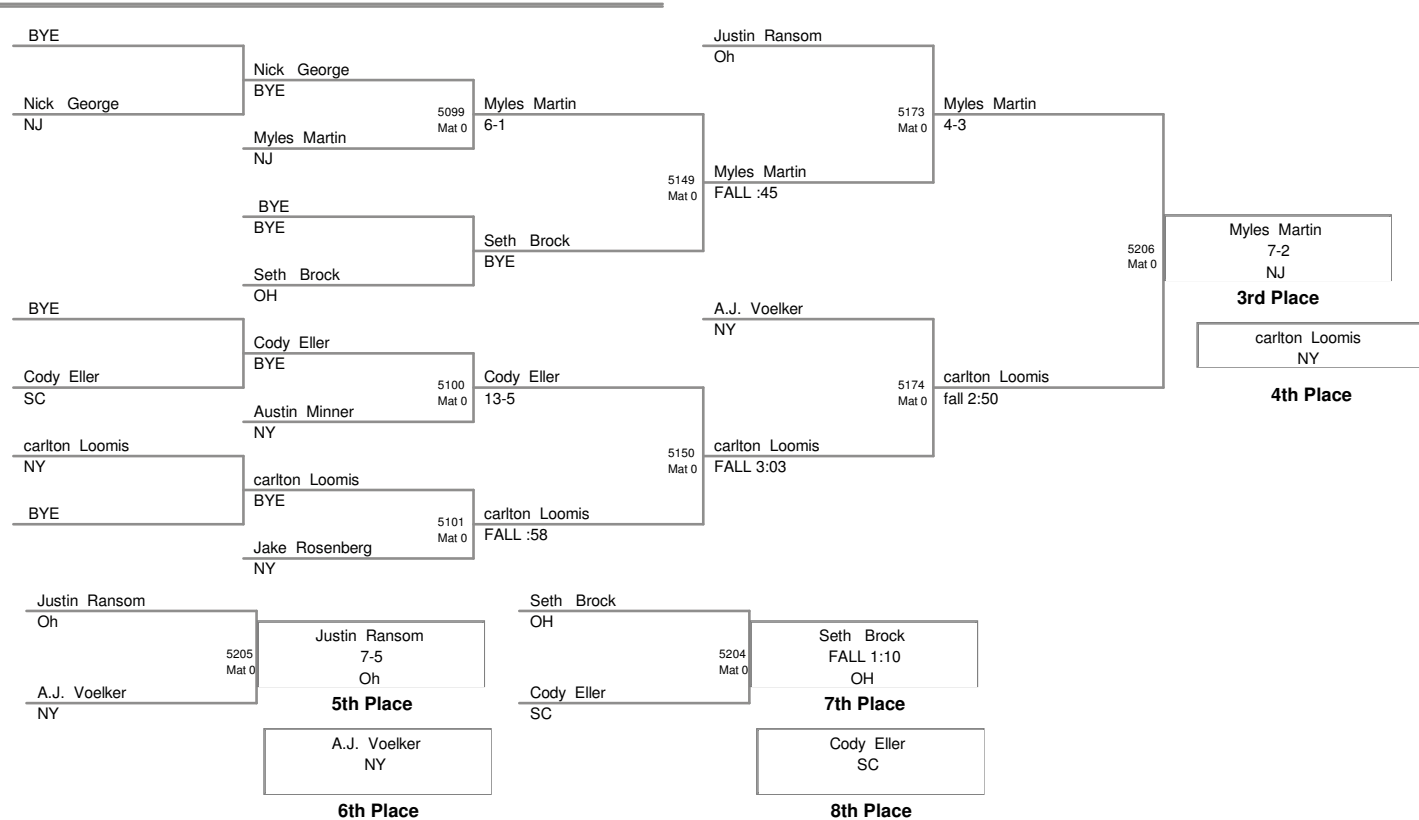 BYE
Justin Ransom
Oh
Nick George
BYE
Nick George
NJ
5099
Mat 0
Myles Martin
6-1
5173
Mat 0
Myles Martin
4-3
Myles Martin
NJ
5149
Mat 0
Myles Martin
FALL :45
BYE
BYE
Seth Brock
BYE
5206
Mat 0
Myles Martin
7-2
NJ
3rd Place
Seth Brock
OH
BYE
A.J. Voelker
NY
carlton Loomis
NY
4th Place
Cody Eller
BYE
Cody Eller
SC
5100
Mat 0
Cody Eller
13-5
5174
Mat 0
carlton Loomis
fall 2:50
Austin Minner
NY
carlton Loomis
NY
5150
Mat 0
carlton Loomis
FALL 3:03
carlton Loomis
BYE
BYE
5101
Mat 0
carlton Loomis
FALL :58
Jake Rosenberg
NY
Justin Ransom
Oh
5205
Mat 0
Justin Ransom
7-5
Oh
5th Place
A.J. Voelker
NY
A.J. Voelker
NY
6th Place
Seth Brock
OH
5204
Mat 0
Seth Brock
FALL 1:10
OH
7th Place
Cody Eller
SC
Cody Eller
SC
8th Place